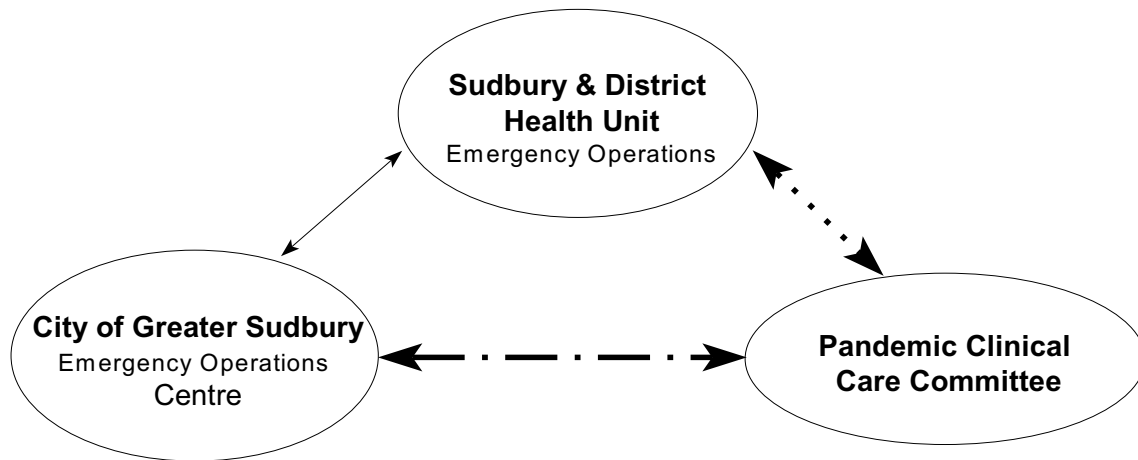 Sudbury & District
Health Unit
Emergency Operations
City of Greater Sudbury
Emergency Operations
Centre
Pandemic Clinical
Care Committee